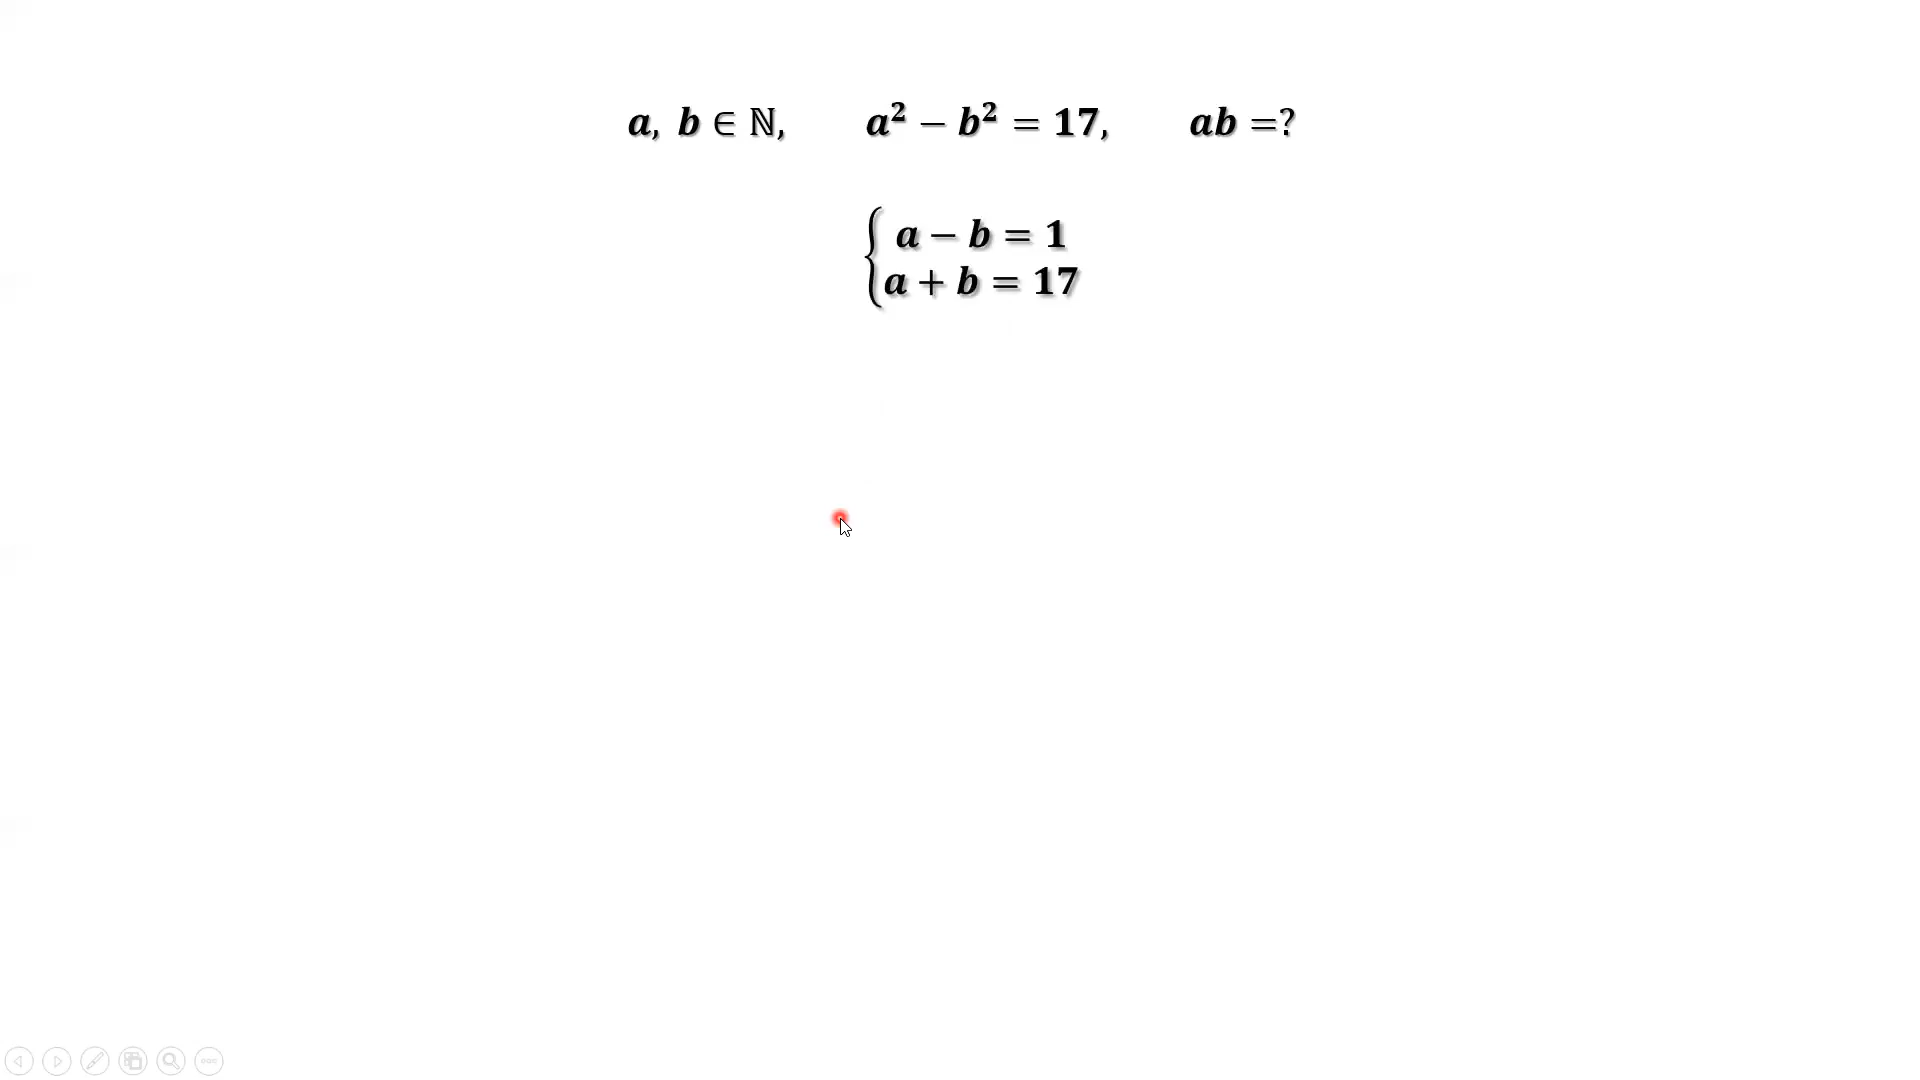 a, b ∈ ℕ, a² − b² = 17, ab =?
a − b = 1
a + b = 17